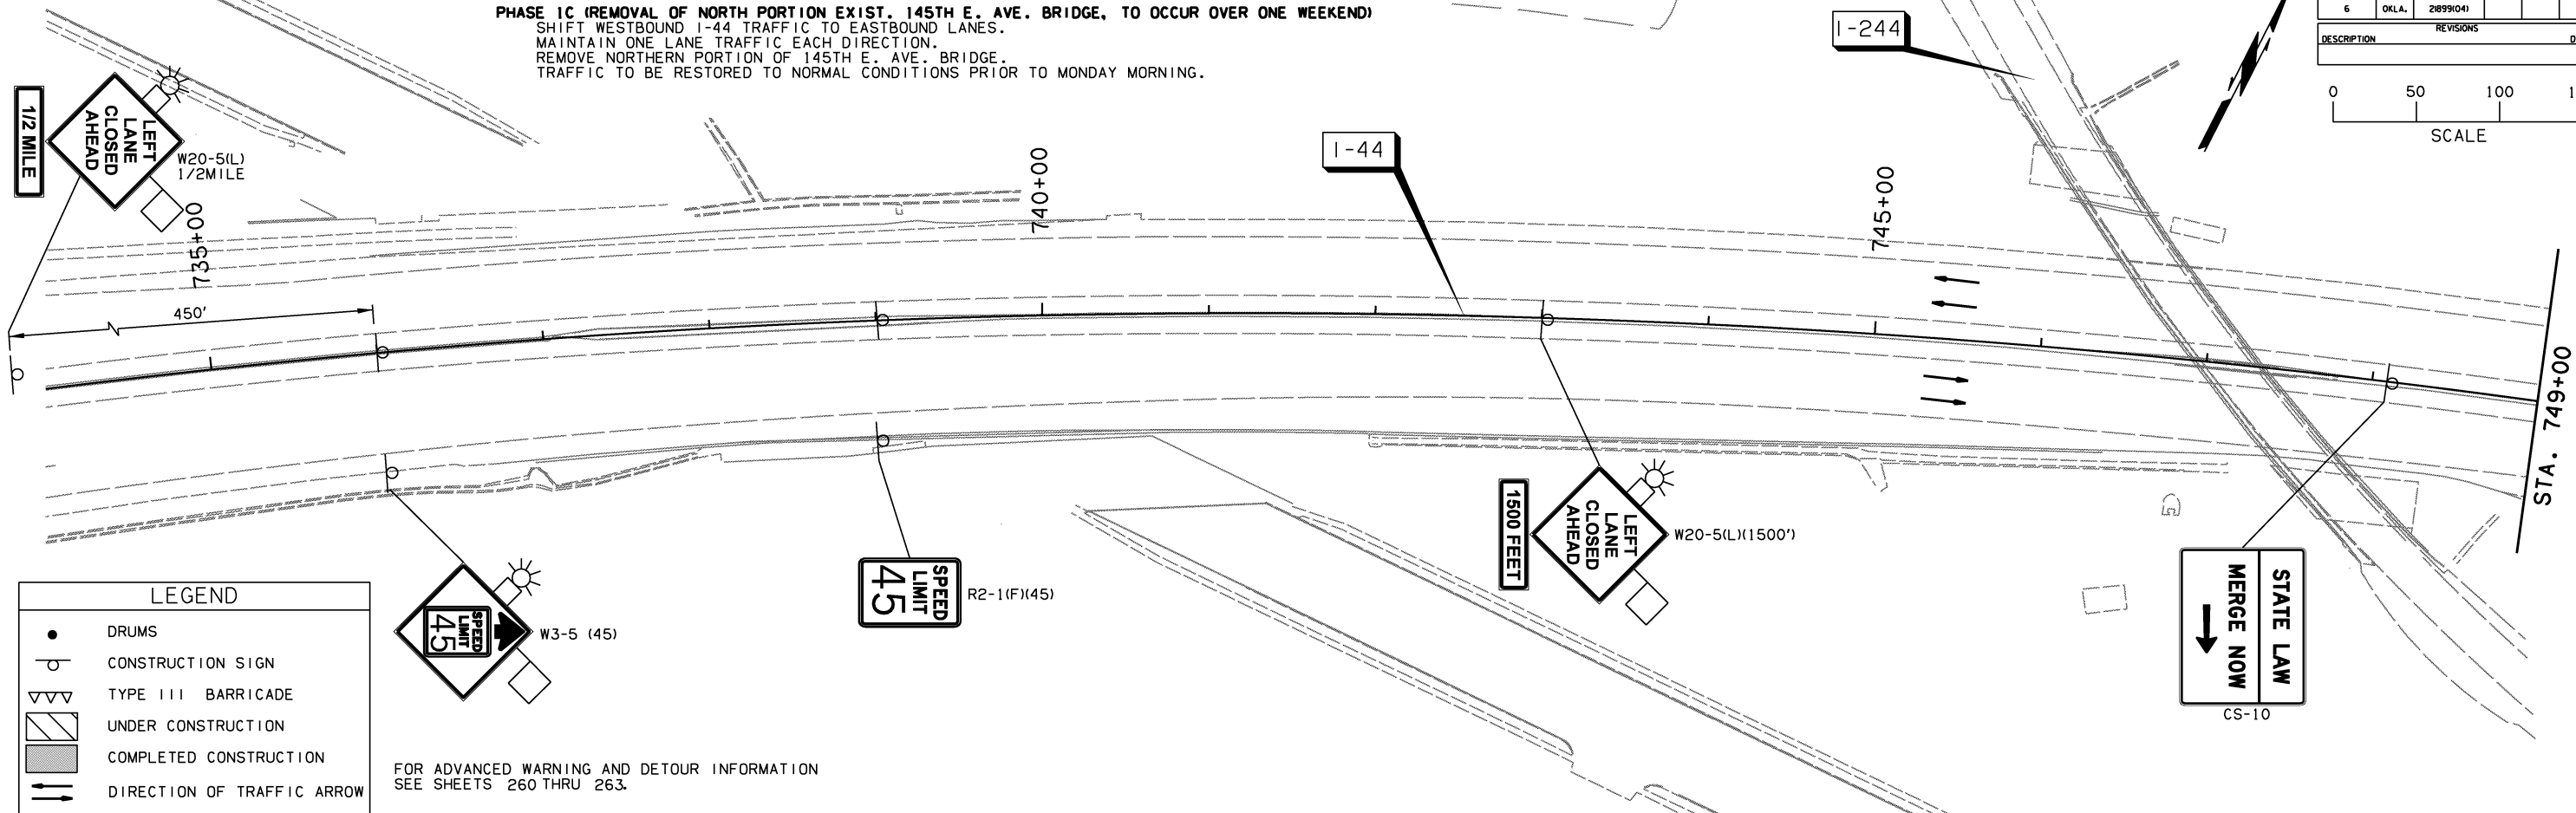 PHASE 1C (REMOVAL OF NORTH PORTION EXIST. 145TH E. AVE. BRIDGE, TO OCCUR OVER ONE WEEKEND)
SHIFT WESTBOUND I-44 TRAFFIC TO EASTBOUND LANES.
MAINTAIN ONE LANE TRAFFIC EACH DIRECTION.
REMOVE NORTHERN PORTION OF 145TH E. AVE. BRIDGE.
TRAFFIC TO BE RESTORED TO NORMAL CONDITIONS PRIOR TO MONDAY MORNING.
6 OKLA. 21899(04)
REVISIONS
DESCRIPTION
0 50 100
SCALE
I-244
I-44
1/2 MILE
LEFT
LANE
CLOSED
AHEAD
W20-5(L)
1/2MILE
735+00
740+00
745+00
450'
STA. 749+00
SPEED
LIMIT
45
W3-5 (45)
SPEED
LIMIT
45
R2-1(F)(45)
1500 FEET
LEFT
LANE
CLOSED
AHEAD
W20-5(L)(1500')
STATE LAW
MERGE NOW
CS-10
LEGEND
DRUMS
CONSTRUCTION SIGN
TYPE III BARRICADE
UNDER CONSTRUCTION
COMPLETED CONSTRUCTION
DIRECTION OF TRAFFIC ARROW
FOR ADVANCED WARNING AND DETOUR INFORMATION
SEE SHEETS 260 THRU 263.